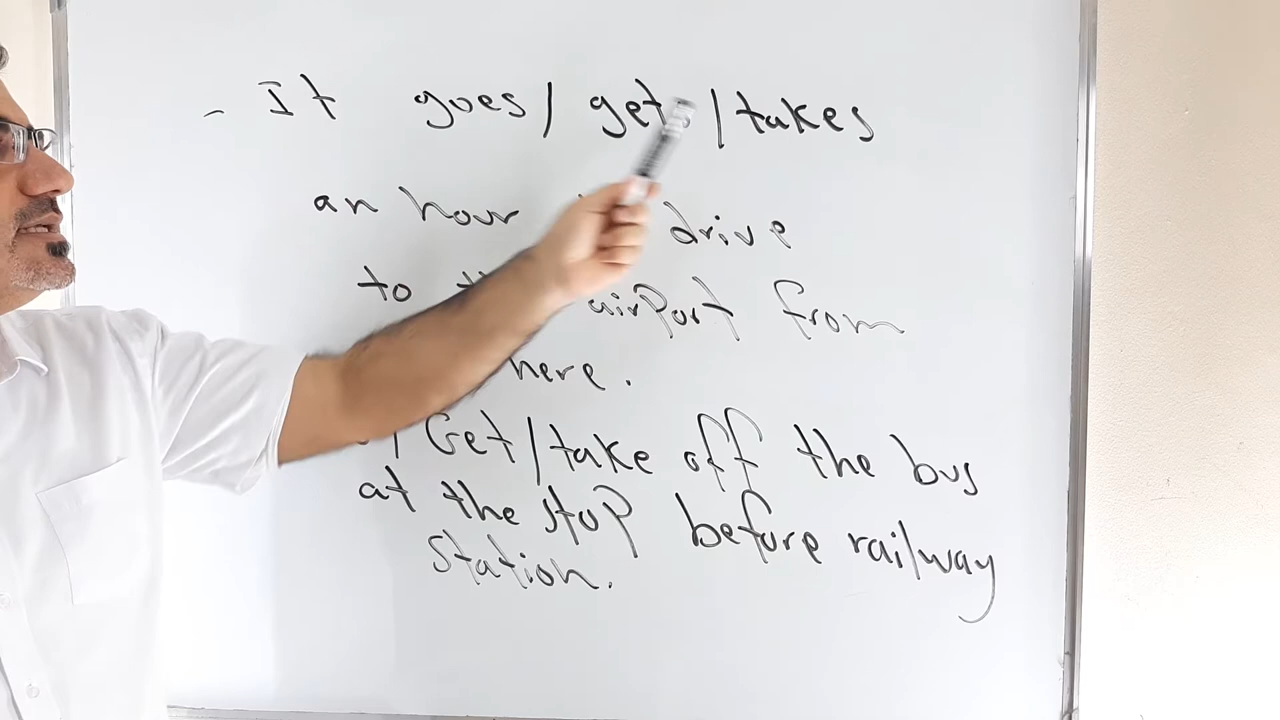 - It goes/ gets /takes
an hour drive
to airport from
here.
Get/take off the bus
at the stop before railway
station.